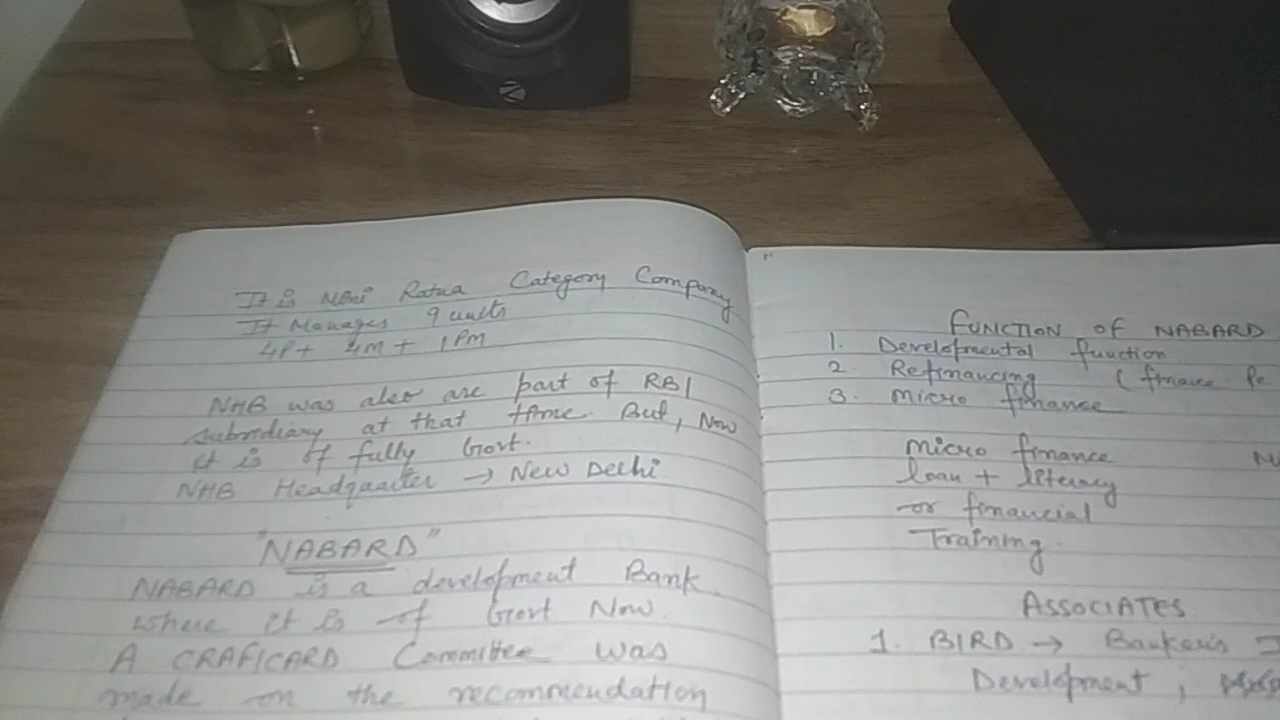 It is Mini Ratna Category Company
It Manages 9 units
4P + 4M + 1PM
NHB was also are part of RBI
subsidiary at that time. But, Now
it is of fully Govt.
NHB Headquarter → New Delhi
"NABARD"
NABARD is a development Bank
where it is of Govt Now.
A CRAFICARD Committee was
made on the recommendation
FUNCTION of NABARD
1. Developmental function
2. Refinancing (finance
3. Micro finance
Micro finance
loan + literacy
or financial
Training.
ASSOCIATES
1. BIRD → Banker's
Development,